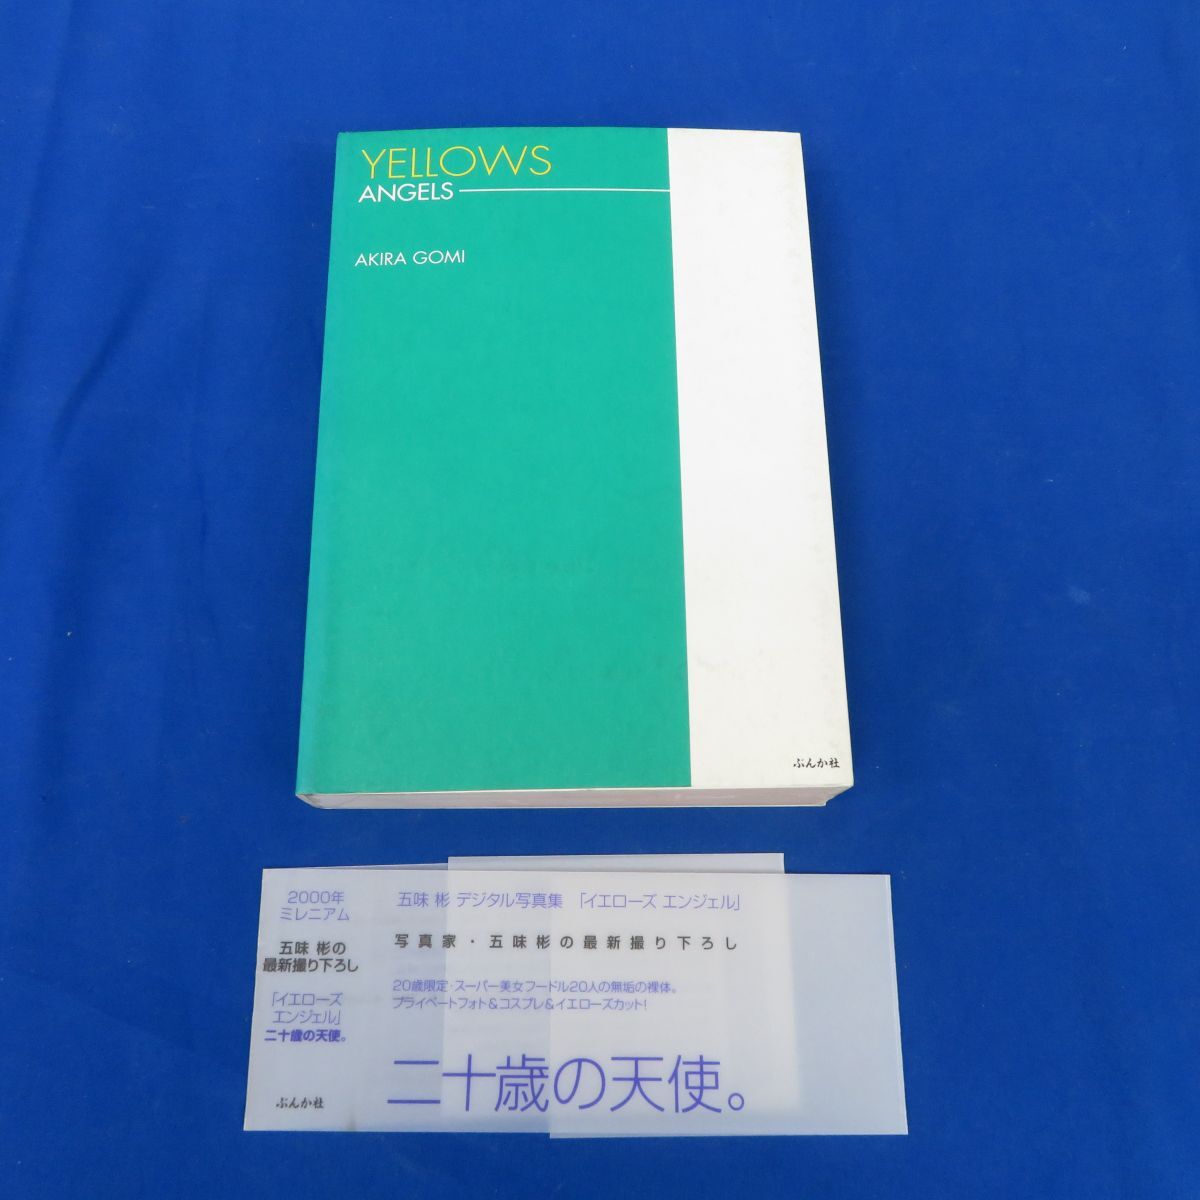 YELLOWS
ANGELS
AKIRA GOMI
ぶんか社
2000年
ミレニアム
五味 彬の
最新撮り下ろし
「イエローズ
エンジェル」
二十歳の天使。
ぶんか社
五味 彬 デジタル写真集 「イエローズ エンジェル」
写真家・五味彬の最新撮り下ろし
20歳限定・スーパー美女フードル20人の無垢の裸体。
プライベートフォト&コスプレ&イエローズカット!
二十歳の天使。